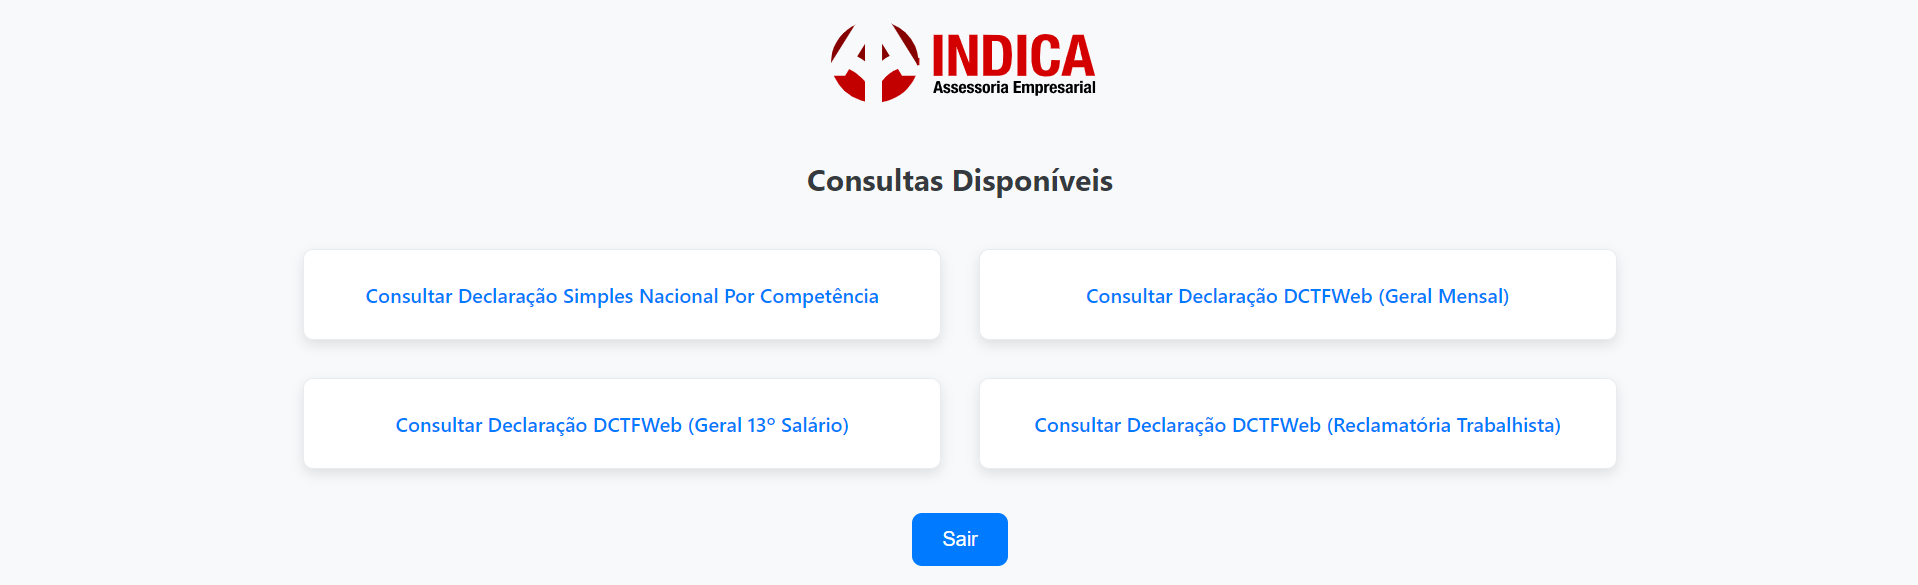 INDICA
Assessoria Empresarial
Consultas Disponíveis
Consultar Declaração Simples Nacional Por Competência
Consultar Declaração DCTFWeb (Geral Mensal)
Consultar Declaração DCTFWeb (Geral 13º Salário)
Consultar Declaração DCTFWeb (Reclamatória Trabalhista)
Sair